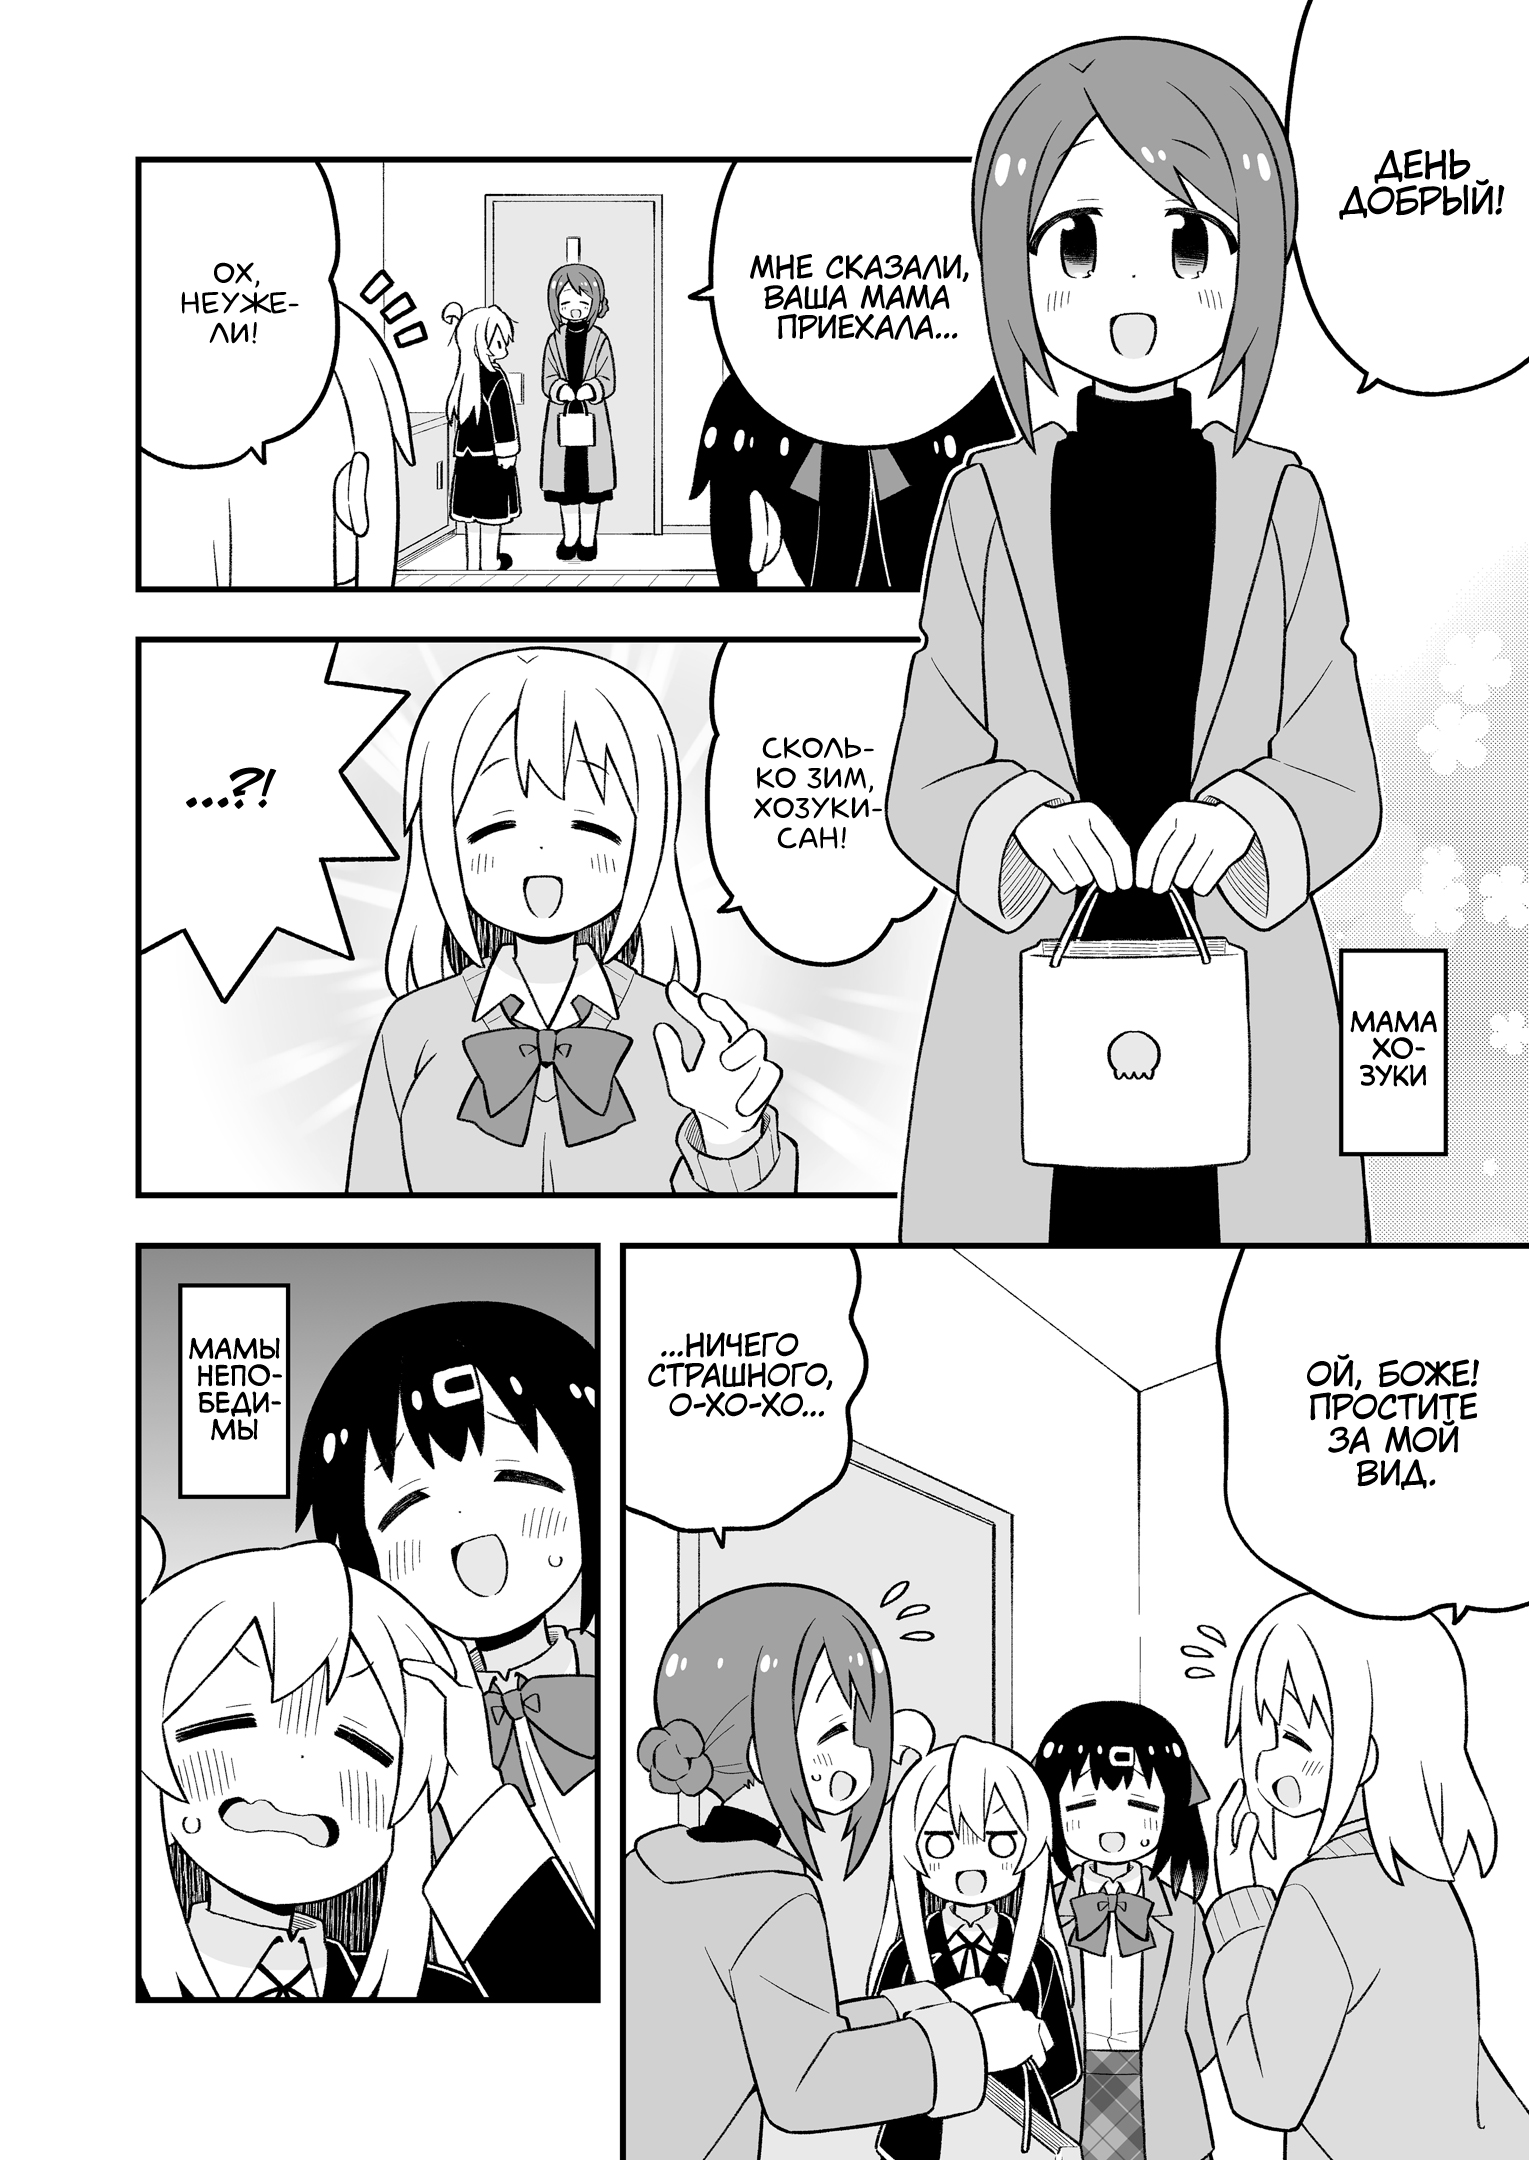 ДЕНЬ
ДОБРЫЙ!
МНЕ СКАЗАЛИ,
ВАША МАМА
ПРИЕХАЛА...
ОХ,
НЕУЖЕ-
ЛИ!
МАМА
ХО-
ЗУКИ
СКОЛЬ-
КО ЗИМ,
ХОЗУКИ-
САН!
...?!
ОЙ, БОЖЕ!
ПРОСТИТЕ
ЗА МОЙ
ВИД.
...НИЧЕГО
СТРАШНОГО,
О-ХО-ХО...
МАМЫ
НЕПО-
БЕДИ-
МЫ